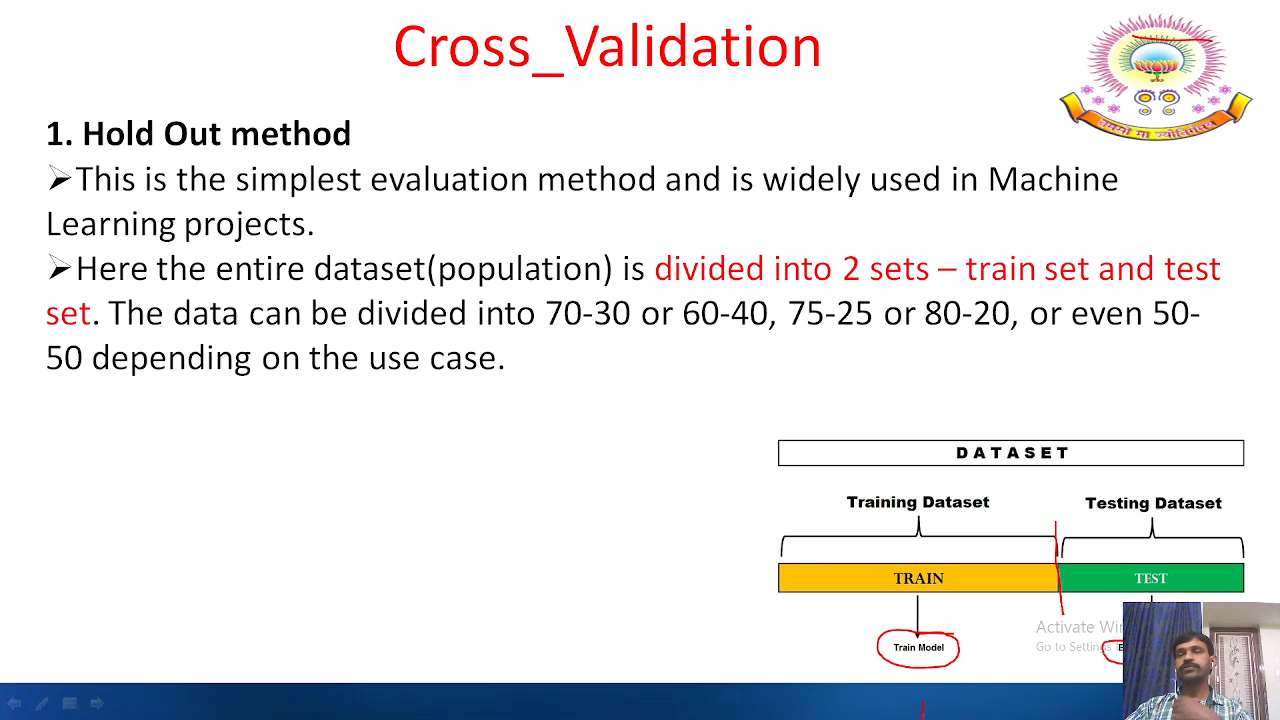 Cross_Validation
1. Hold Out method
➢This is the simplest evaluation method and is widely used in Machine
Learning projects.
➢Here the entire dataset(population) is divided into 2 sets – train set and test
set. The data can be divided into 70-30 or 60-40, 75-25 or 80-20, or even 50-
50 depending on the use case.
DATASET
Training Dataset
Testing Dataset
TRAIN
TEST
Activate
Go to Settings
Train Model